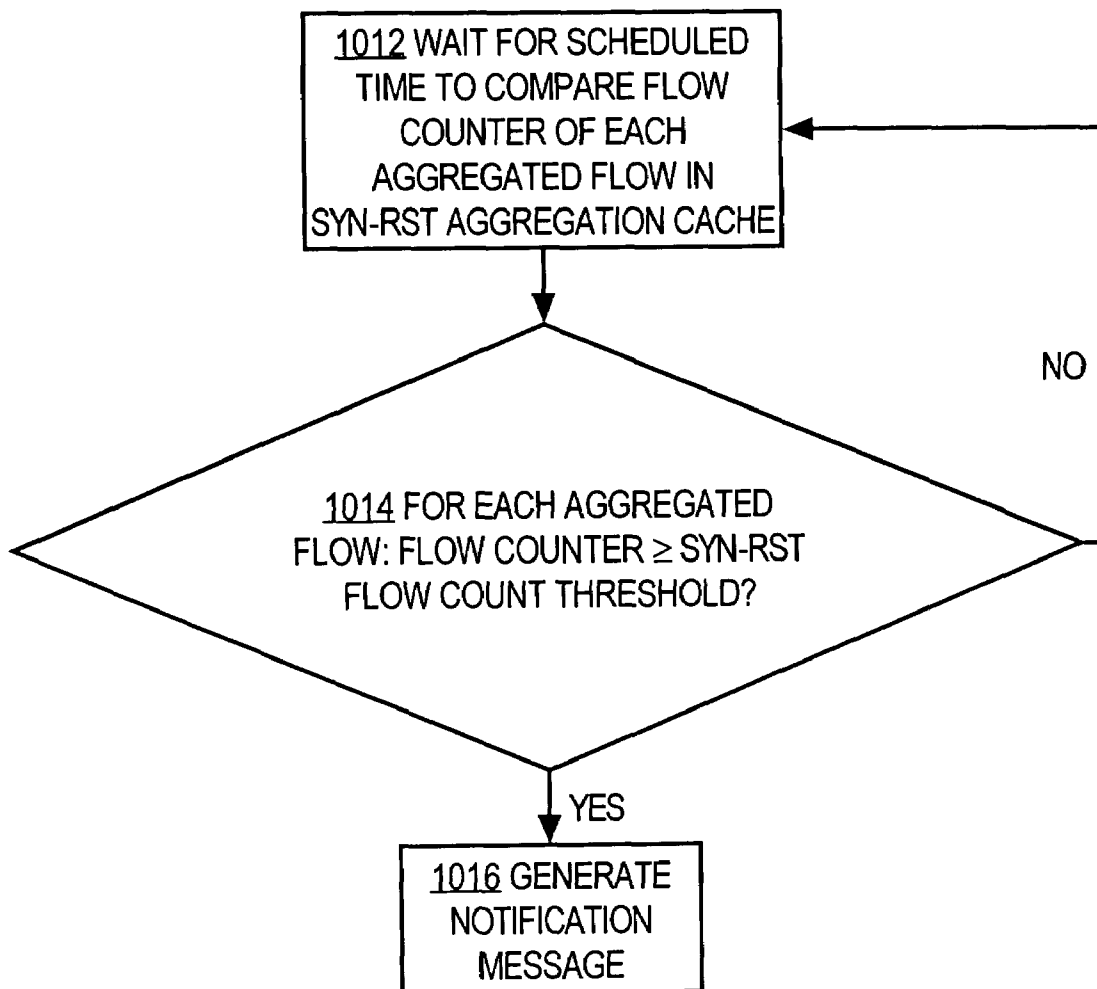 1012 WAIT FOR SCHEDULED
TIME TO COMPARE FLOW
COUNTER OF EACH
AGGREGATED FLOW IN
SYN-RST AGGREGATION CACHE
NO
1014 FOR EACH AGGREGATED
FLOW: FLOW COUNTER ≥ SYN-RST
FLOW COUNT THRESHOLD?
YES
1016 GENERATE
NOTIFICATION
MESSAGE